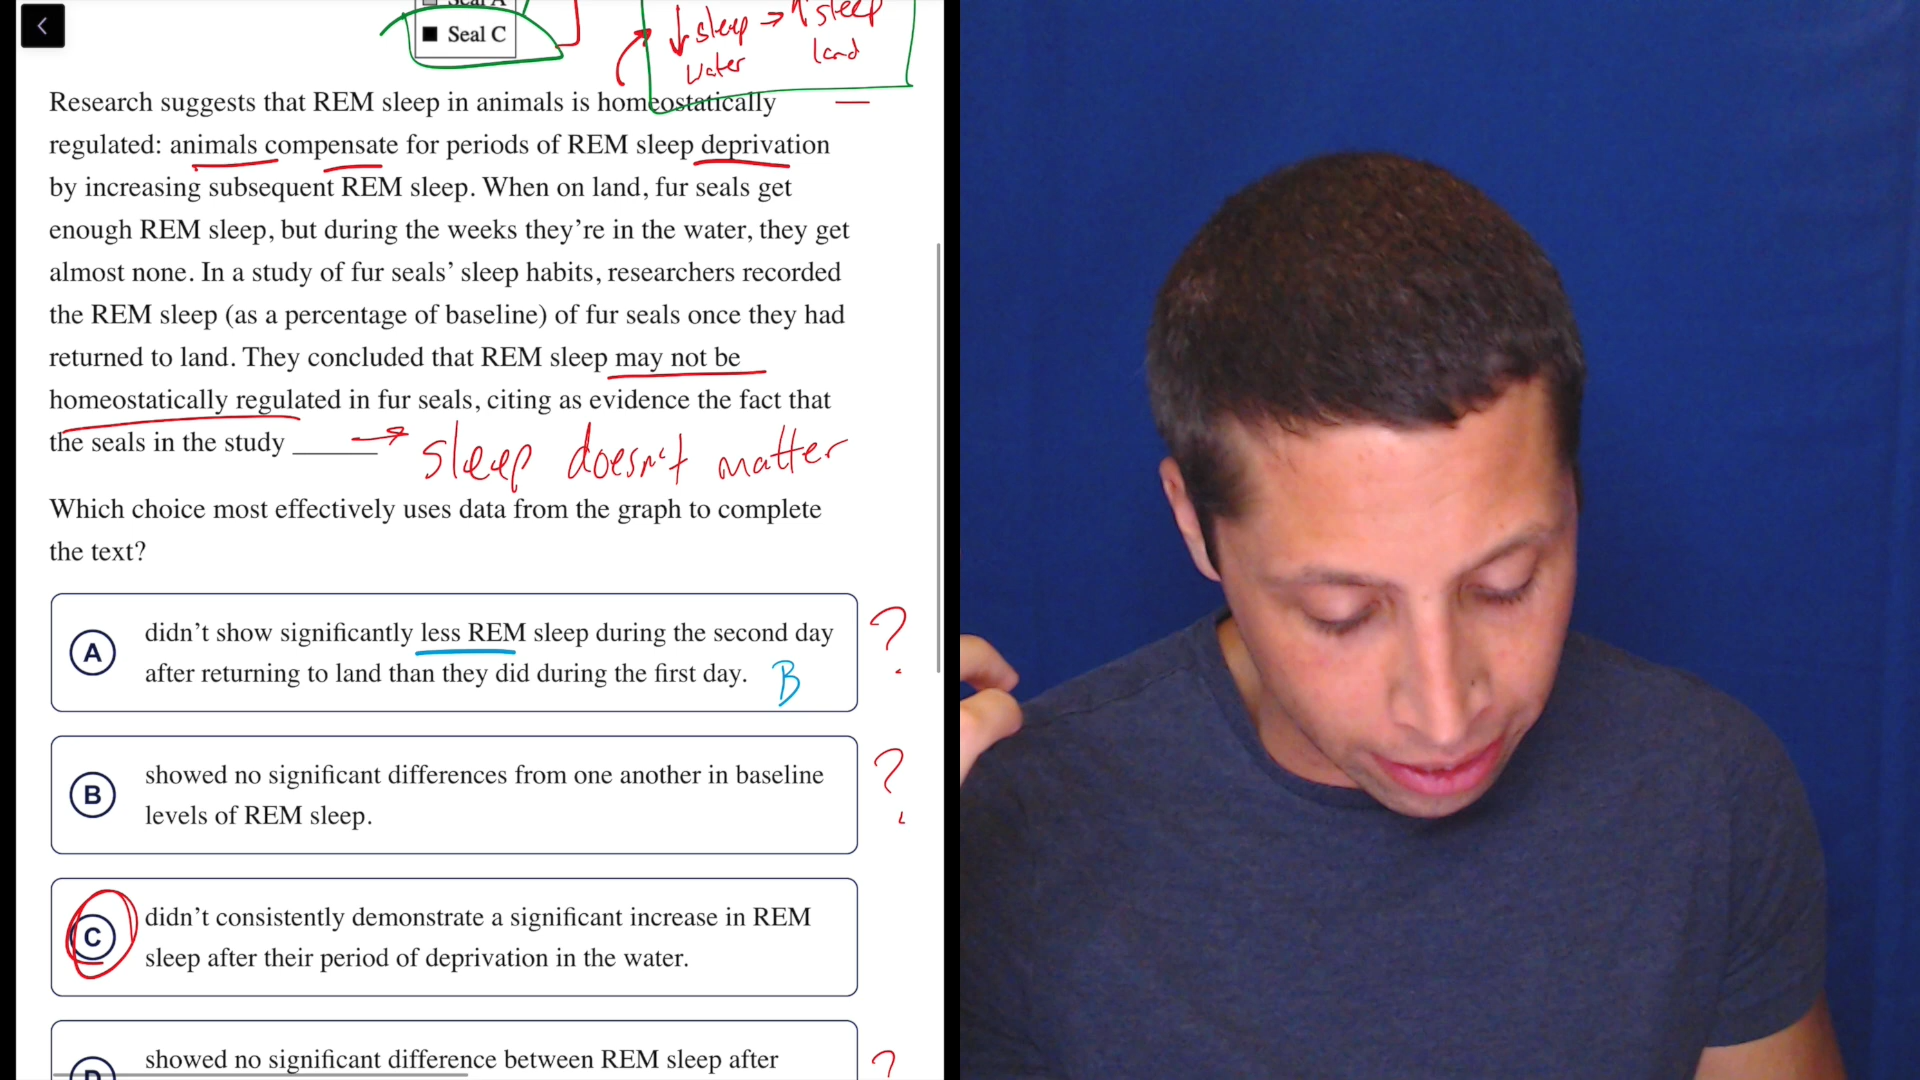 Seal A
Seal C
↓ sleep → ↑ sleep
water land
Research suggests that REM sleep in animals is homeostatically
regulated: animals compensate for periods of REM sleep deprivation
by increasing subsequent REM sleep. When on land, fur seals get
enough REM sleep, but during the weeks they’re in the water, they get
almost none. In a study of fur seals’ sleep habits, researchers recorded
the REM sleep (as a percentage of baseline) of fur seals once they had
returned to land. They concluded that REM sleep may not be
homeostatically regulated in fur seals, citing as evidence the fact that
the seals in the study ______ → sleep doesn't matter
Which choice most effectively uses data from the graph to complete
the text?
A didn’t show significantly less REM sleep during the second day ?
after returning to land than they did during the first day. B
B showed no significant differences from one another in baseline ?
levels of REM sleep.
C didn’t consistently demonstrate a significant increase in REM
sleep after their period of deprivation in the water.
D showed no significant difference between REM sleep after ?